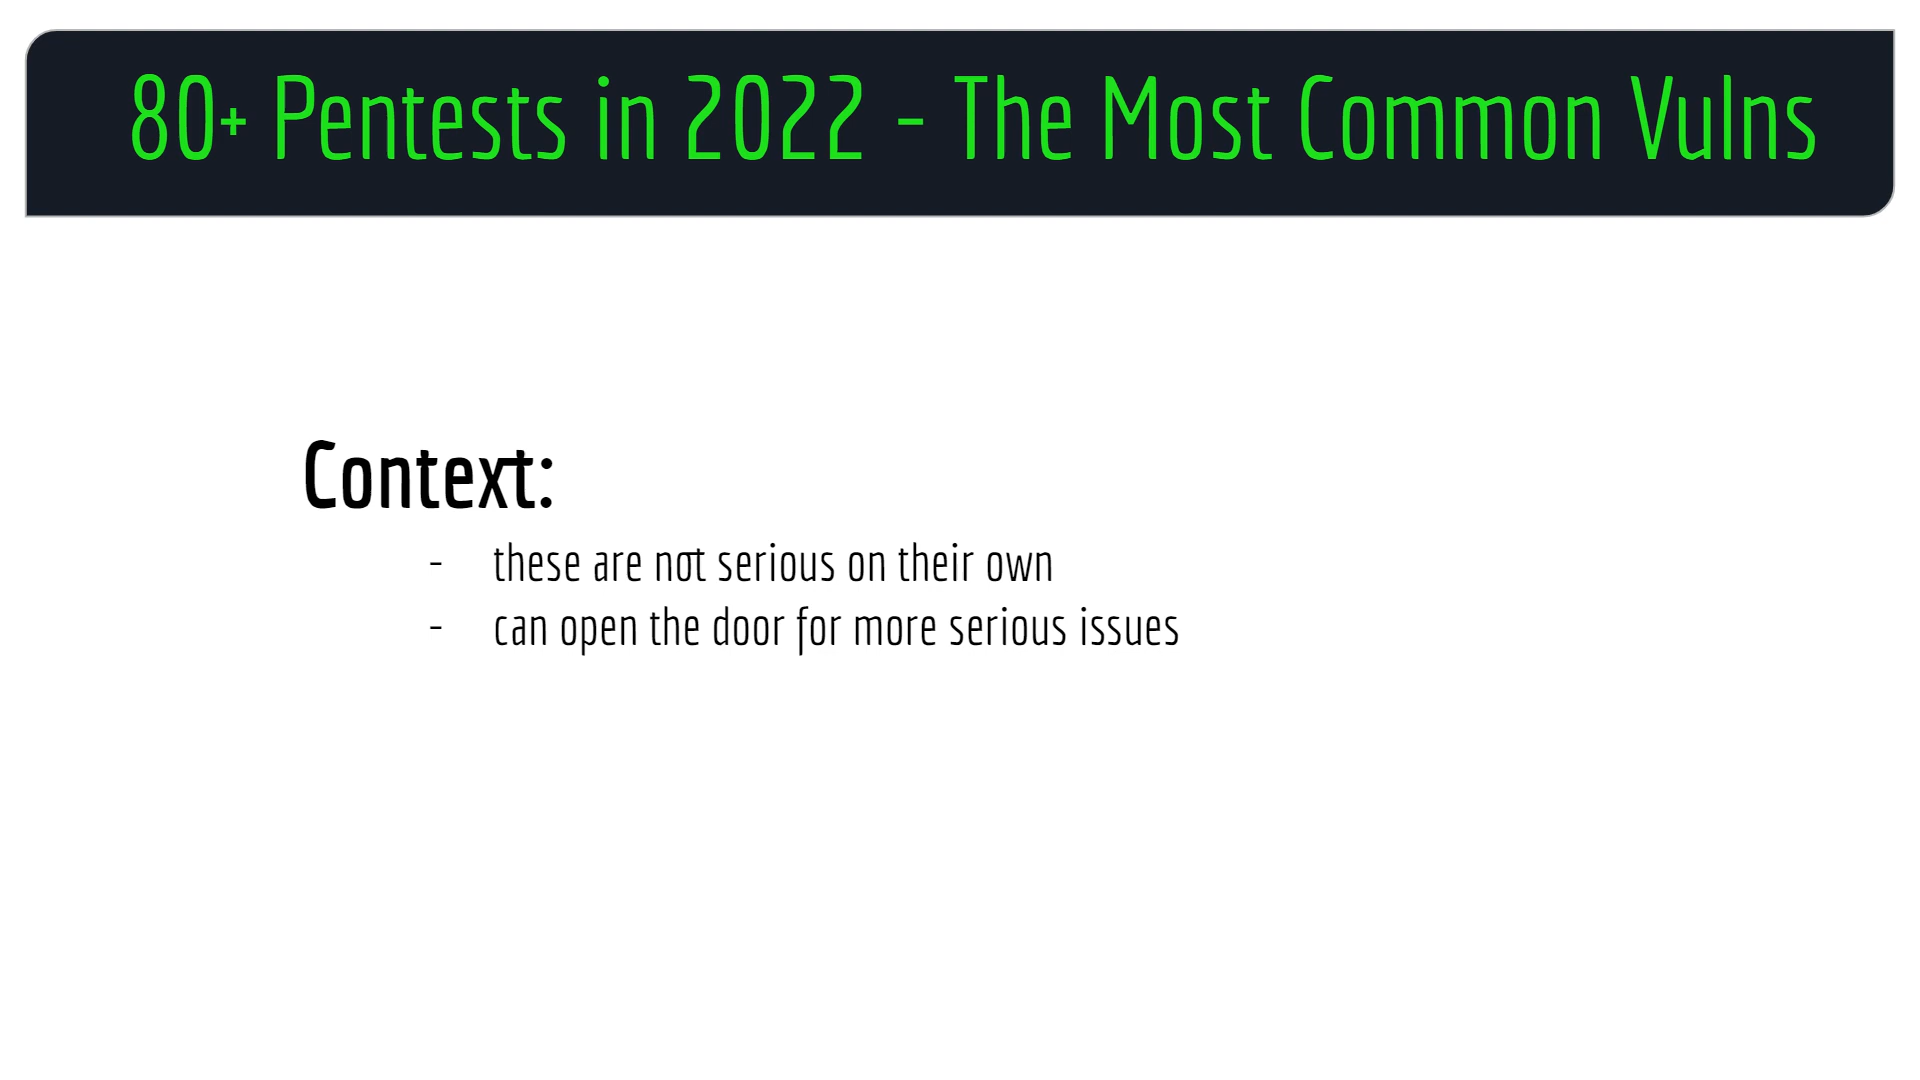 80+ Pentests in 2022 - The Most Common Vulns
Context:
- these are not serious on their own
- can open the door for more serious issues